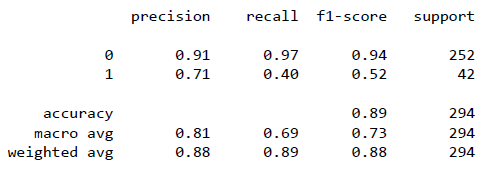 precision recall f1-score support
0 0.91 0.97 0.94 252
1 0.71 0.40 0.52 42
accuracy 0.89 294
macro avg 0.81 0.69 0.73 294
weighted avg 0.88 0.89 0.88 294